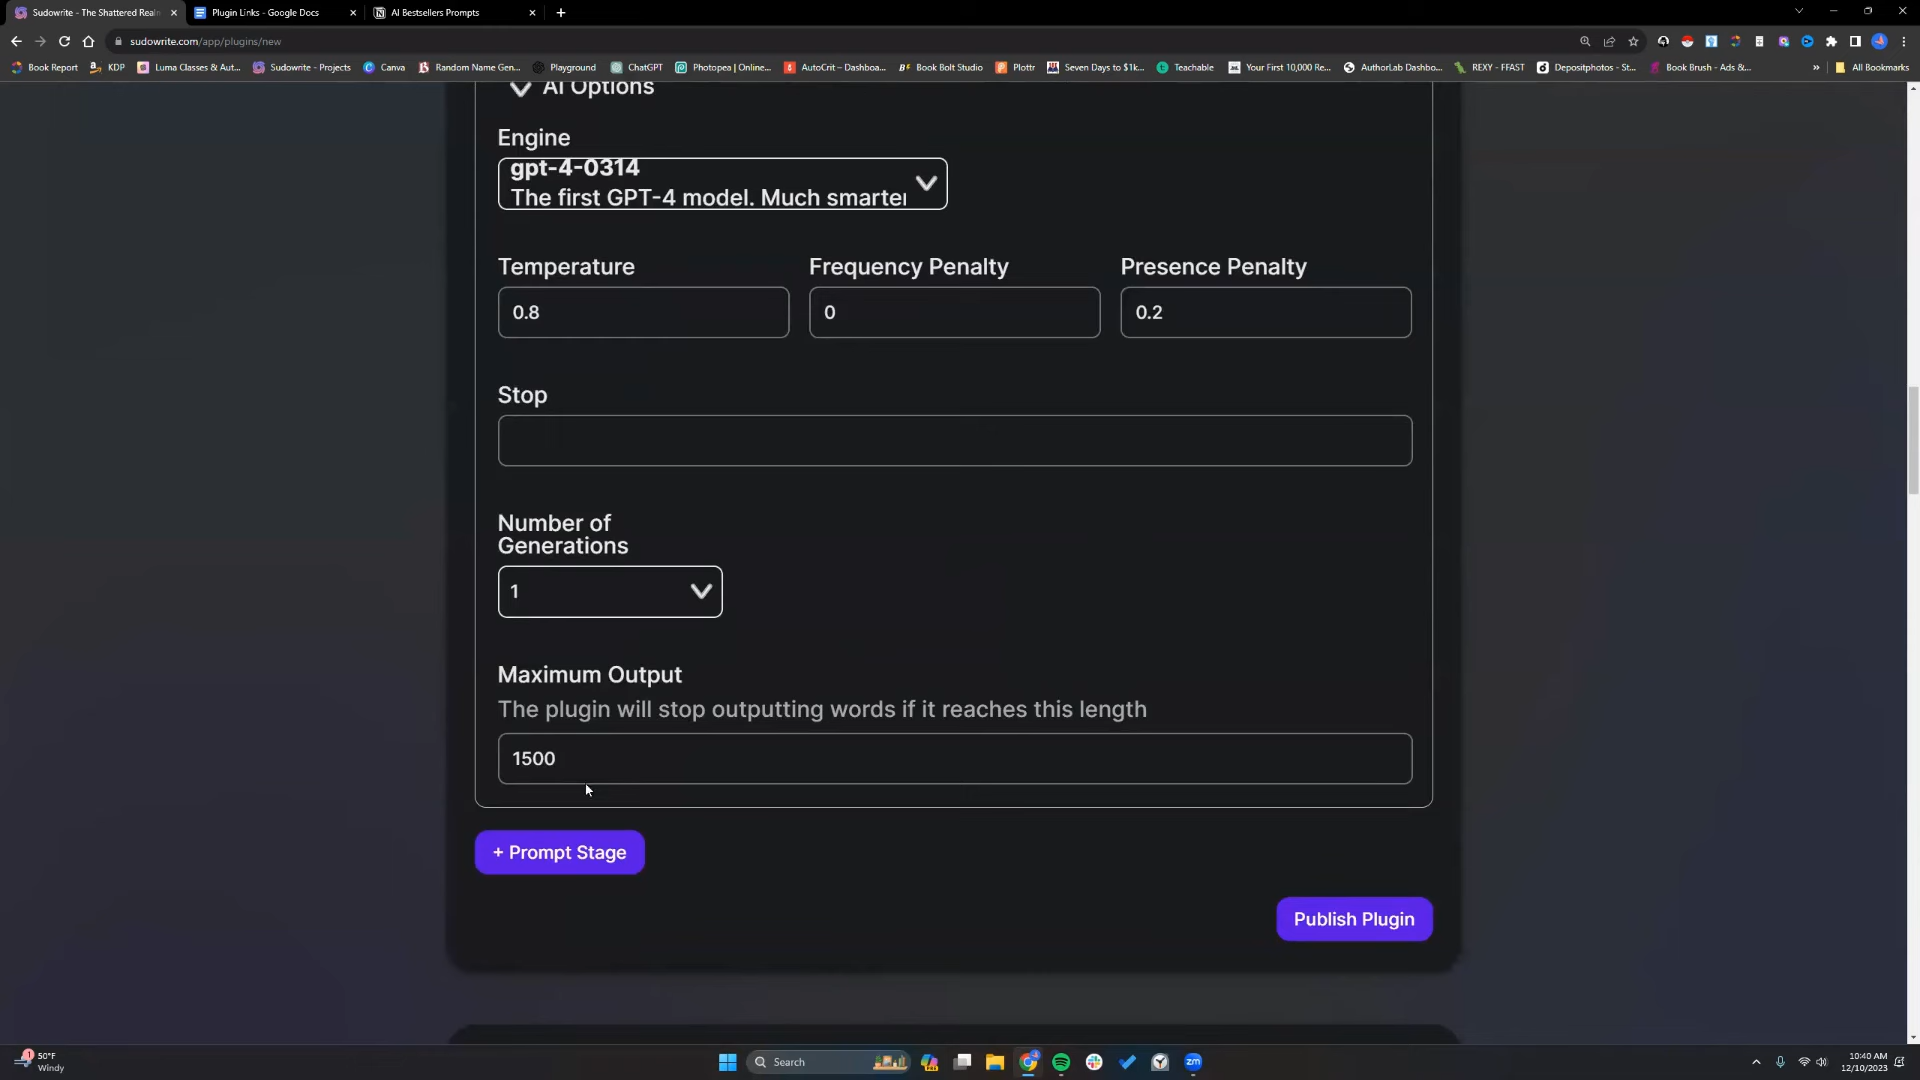 Sudowrite - The Shattered Real
Plugin Links - Google Docs
AI Bestsellers Prompts
sudowrite.com/app/plugins/new
Book Report
KDP
Luma Classes & Aut...
Sudowrite - Projects
Canva
Random Name Gen...
Playground
ChatGPT
Photopea | Online...
AutoCrit – Dashboa...
Book Bolt Studio
Plottr
Seven Days to $1k...
Teachable
Your First 10,000 Re...
AuthorLab Dashbo...
REXY - FFAST
Depositphotos - St...
Book Brush - Ads &...
»
All Bookmarks
AI Options
Engine
gpt-4-0314
The first GPT-4 model. Much smarter
Temperature
Frequency Penalty
Presence Penalty
0.8
0
0.2
Stop
Number of
Generations
1
Maximum Output
The plugin will stop outputting words if it reaches this length
1500
+ Prompt Stage
Publish Plugin
1
50°F
Windy
Search
zm
10:40 AM
12/10/2023